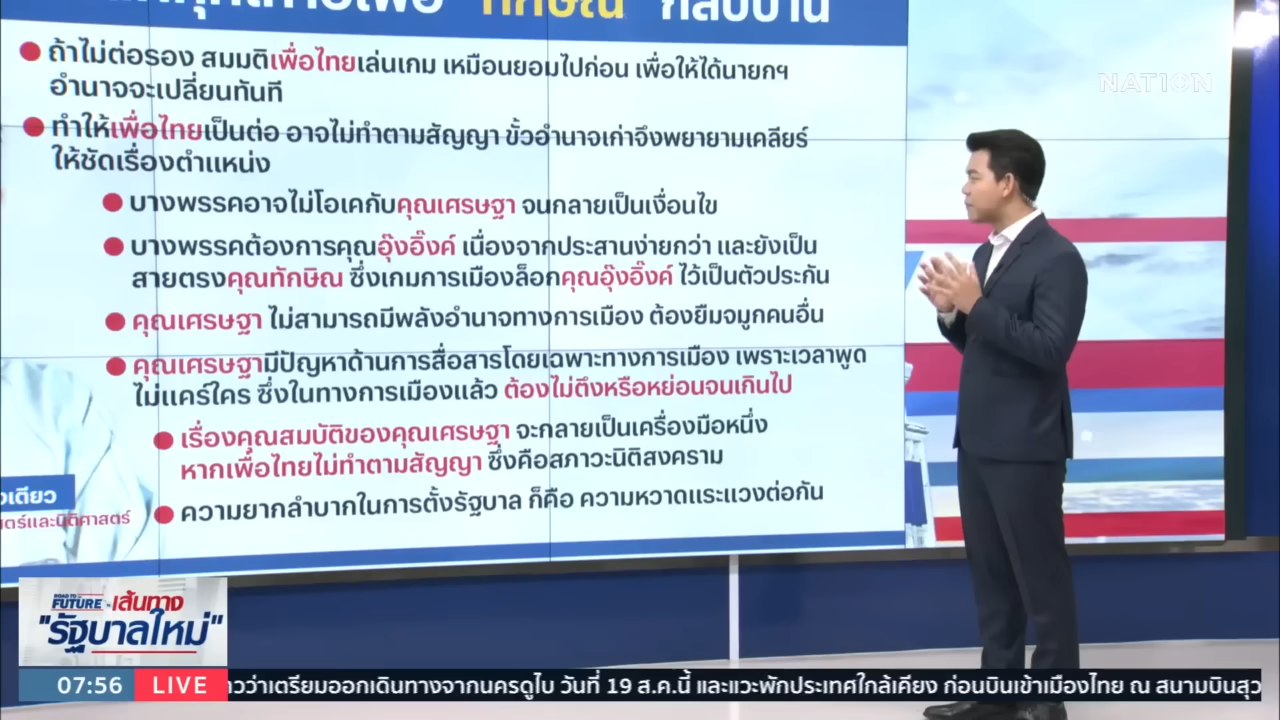 "ทักษิณ" กลับบ้าน
NATION
ถ้าไม่ต่อรอง สมมติเพื่อไทยเล่นเกม เหมือนยอมไปก่อน เพื่อให้ได้นายกฯ
อำนาจจะเปลี่ยนทันที
ทำให้เพื่อไทยเป็นต่อ อาจไม่ทำตามสัญญา ขั้วอำนาจเก่าจึงพยายามเคลียร์
ให้ชัดเรื่องตำแหน่ง
บางพรรคอาจไม่โอเคกับคุณเศรษฐา จนกลายเป็นเงื่อนไข
บางพรรคต้องการคุณอุ๊งอิ๊งค์ เนื่องจากประสานง่ายกว่า และยังเป็น
สายตรงคุณทักษิณ ซึ่งเกมการเมืองล็อกคุณอุ๊งอิ๊งค์ ไว้เป็นตัวประกัน
คุณเศรษฐา ไม่สามารถมีพลังอำนาจทางการเมือง ต้องยืมจมูกคนอื่น
คุณเศรษฐามีปัญหาด้านการสื่อสารโดยเฉพาะทางการเมือง เพราะเวลาพูด
ไม่แคร์ใคร ซึ่งในทางการเมืองแล้ว ต้องไม่ตึงหรือหย่อนจนเกินไป
เรื่องคุณสมบัติของคุณเศรษฐา จะกลายเป็นเครื่องมือหนึ่ง
หากเพื่อไทยไม่ทำตามสัญญา ซึ่งคือสภาวะนิติสงคราม
ความยากลำบากในการตั้งรัฐบาล ก็คือ ความหวาดแระแวงต่อกัน
งเตียว
ตร์และนิติศาสตร์
ROAD TO FUTURE เส้นทาง
"รัฐบาลใหม่"
07:56 LIVE าวว่าเตรียมออกเดินทางจากนครดูไบ วันที่ 19 ส.ค.นี้ และแวะพักประเทศใกล้เคียง ก่อนบินเข้าเมืองไทย ณ สนามบินสุว